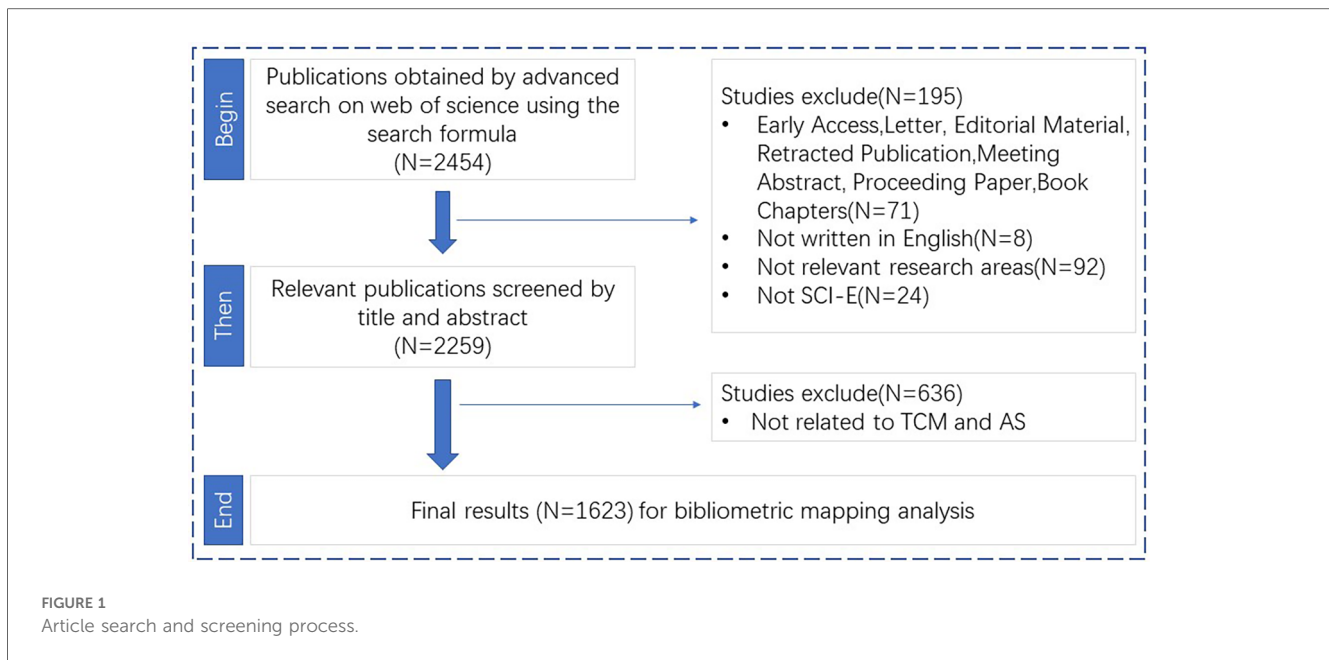 Begin
Publications obtained by advanced
search on web of science using the
search formula
(N=2454)
Studies exclude(N=195)
• Early Access,Letter, Editorial Material,
Retracted Publication,Meeting
Abstract, Proceeding Paper,Book
Chapters(N=71)
• Not written in English(N=8)
• Not relevant research areas(N=92)
• Not SCI-E(N=24)
Then
Relevant publications screened by
title and abstract
(N=2259)
Studies exclude(N=636)
• Not related to TCM and AS
End
Final results (N=1623) for bibliometric mapping analysis
FIGURE 1
Article search and screening process.